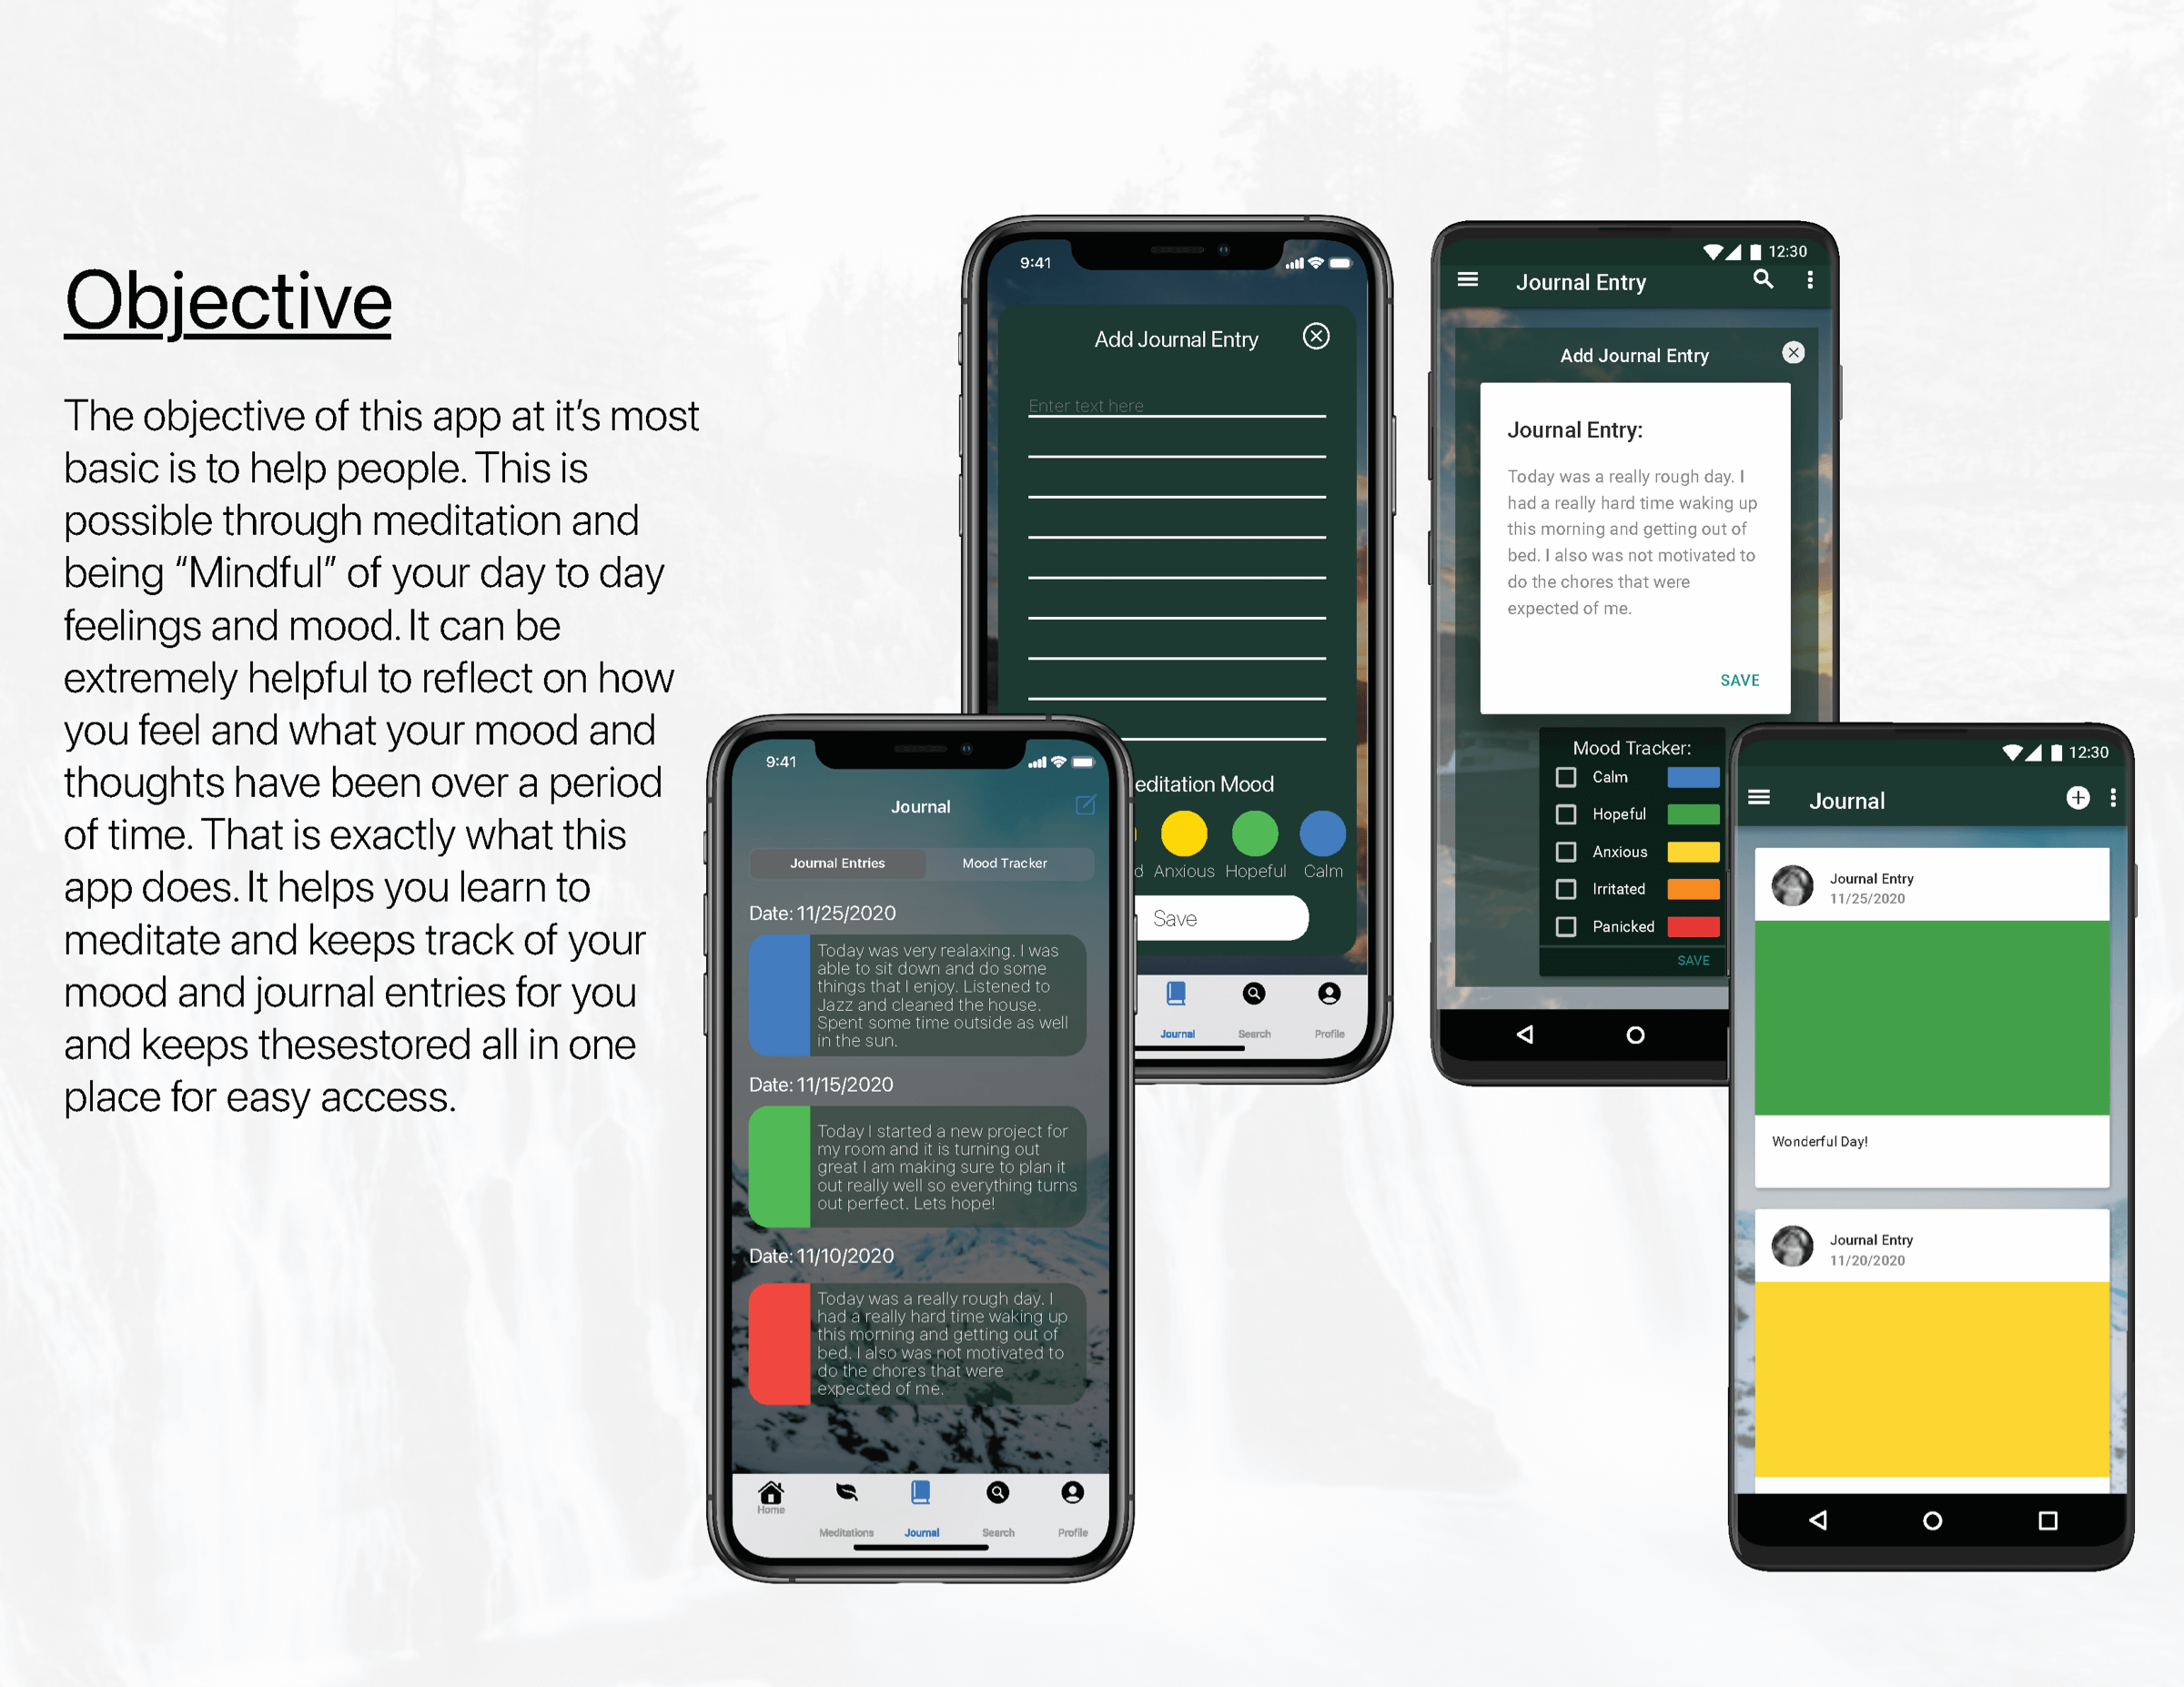 Objective
The objective of this app at it's most
basic is to help people. This is
possible through meditation and
being “Mindful” of your day to day
feelings and mood. It can be
extremely helpful to reflect on how
you feel and what your mood and
thoughts have been over a period
of time. That is exactly what this
app does. It helps you learn to
meditate and keeps track of your
mood and journal entries for you
and keeps thesestored all in one
place for easy access.
9:41
Add Journal Entry
Enter text here
editation Mood
d Anxious Hopeful Calm
Save
Journal Search Profile
12:30
Journal Entry
Add Journal Entry
Journal Entry:
Today was a really rough day. I
had a really hard time waking up
this morning and getting out of
bed. I also was not motivated to
do the chores that were
expected of me.
SAVE
Mood Tracker:
Calm
Hopeful
Anxious
Irritated
Panicked
SAVE
9:41
Journal
Journal Entries Mood Tracker
Date: 11/25/2020
Today was very realaxing. I was
able to sit down and do some
things that I enjoy. Listened to
Jazz and cleaned the house.
Spent some time outside as well
in the sun.
Date: 11/15/2020
Today I started a new project for
my room and it is turning out
great I am making sure to plan it
out really well so everything turns
out perfect. Lets hope!
Date: 11/10/2020
Today was a really rough day. I
had a really hard time waking up
this morning and getting out of
bed. I also was not motivated to
do the chores that were
expected of me.
Home
Meditations Journal Search Profile
12:30
Journal
Journal Entry
11/25/2020
Wonderful Day!
Journal Entry
11/20/2020